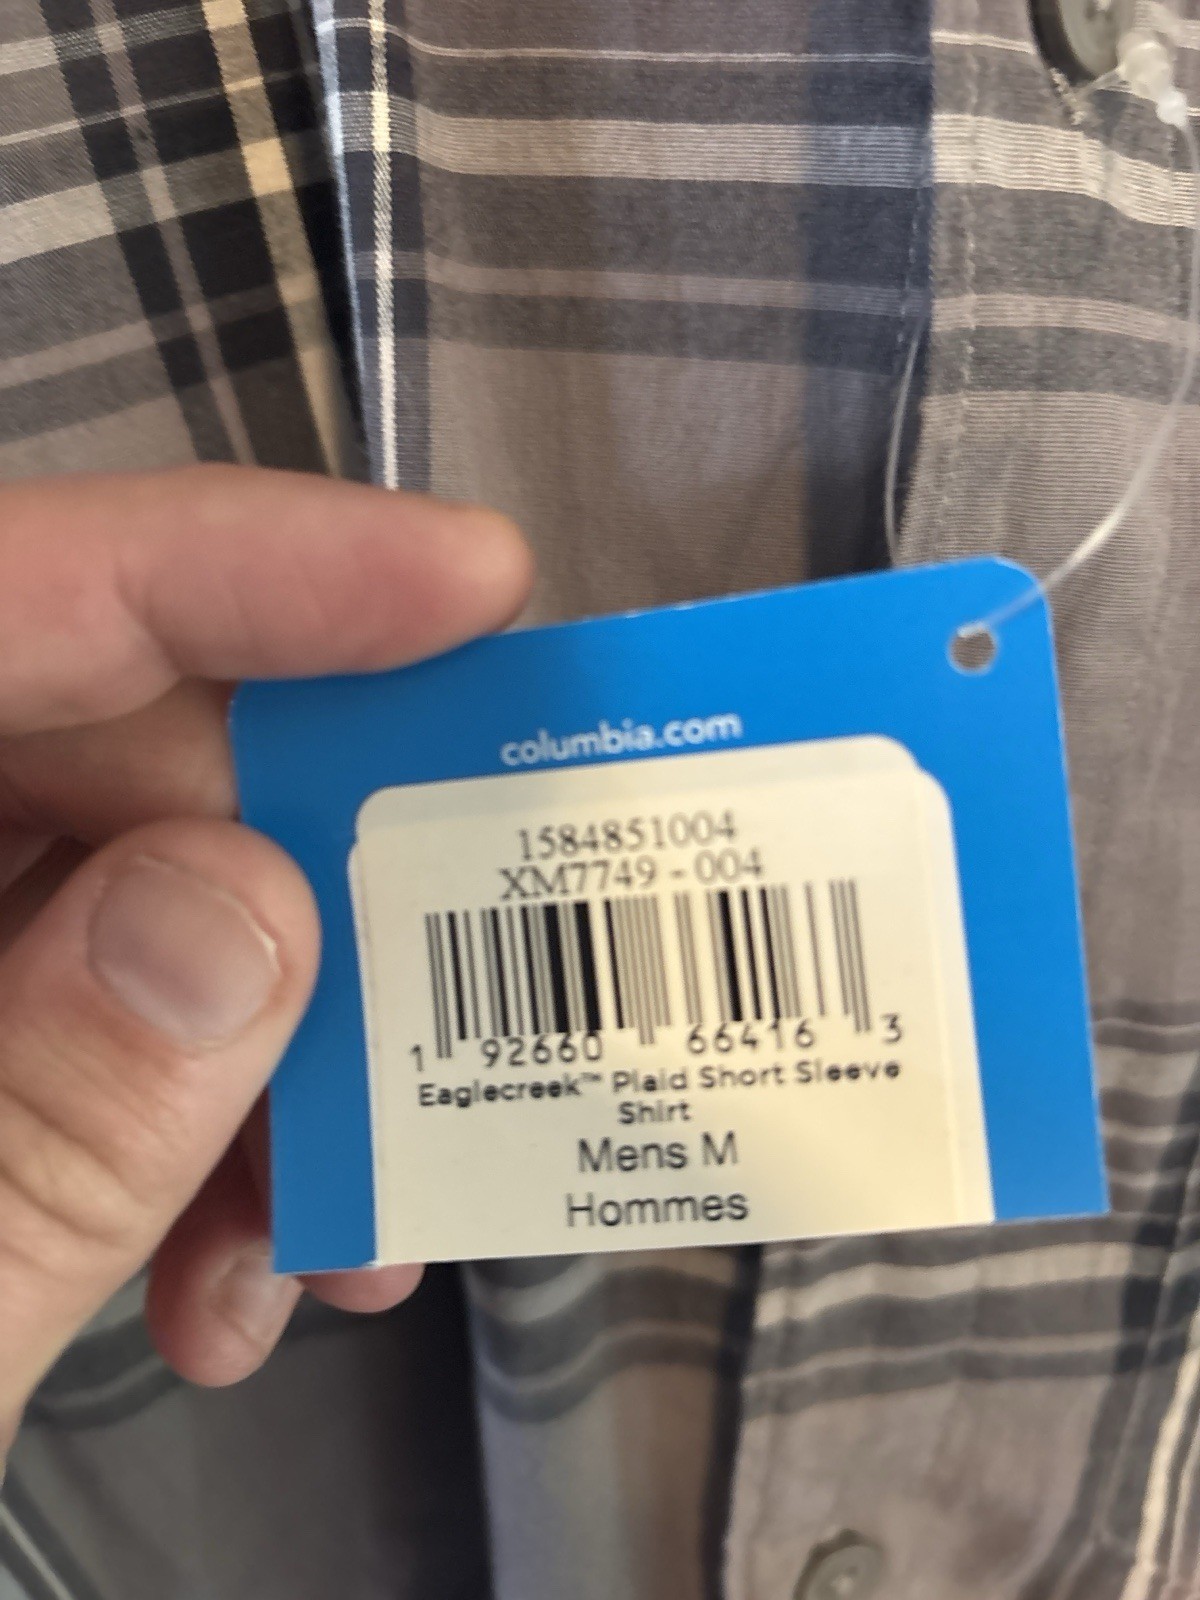 columbia.com
1584851004
XM7749 - 004
1 92660 66416 3
Eaglecreek™ Plaid Short Sleeve
Shirt
Mens M
Hommes